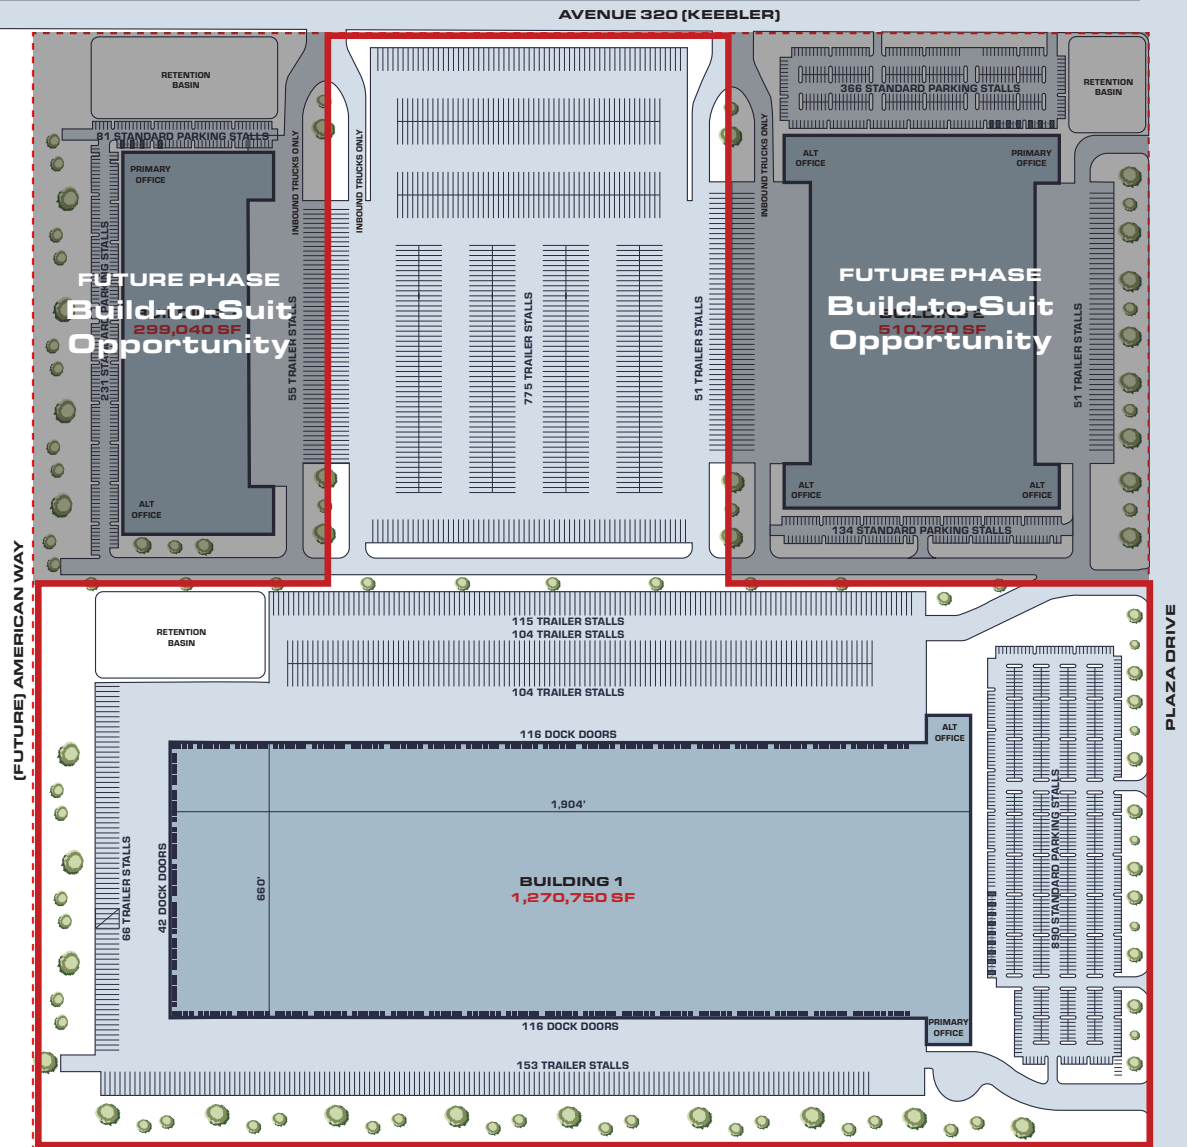 AVENUE 320 (KEEBLER)
RETENTION
BASIN
81 STANDARD PARKING STALLS
PRIMARY
OFFICE
INBOUND TRUCKS ONLY
231 STANDARD PARKING STALLS
FUTURE PHASE
Build-to-Suit
299,040 SF
Opportunity
55 TRAILER STALLS
ALT
OFFICE
INBOUND TRUCKS ONLY
775 TRAILER STALLS
51 TRAILER STALLS
INBOUND TRUCKS ONLY
366 STANDARD PARKING STALLS
RETENTION
BASIN
ALT
OFFICE
PRIMARY
OFFICE
FUTURE PHASE
Build-to-Suit
BUILDING 2
510,720 SF
Opportunity
51 TRAILER STALLS
ALT
OFFICE
ALT
OFFICE
134 STANDARD PARKING STALLS
(FUTURE) AMERICAN WAY
PLAZA DRIVE
RETENTION
BASIN
115 TRAILER STALLS
104 TRAILER STALLS
104 TRAILER STALLS
116 DOCK DOORS
ALT
OFFICE
1,904'
660'
42 DOCK DOORS
66 TRAILER STALLS
BUILDING 1
1,270,750 SF
890 STANDARD PARKING STALLS
116 DOCK DOORS
PRIMARY
OFFICE
153 TRAILER STALLS